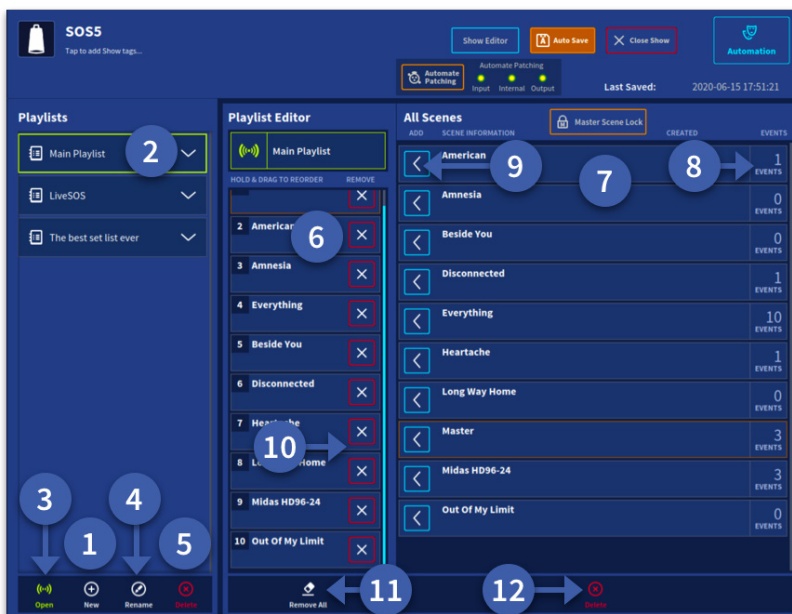 SOS5
Tap to add Show tags...
Show Editor
Auto Save
Close Show
Automation
Automate Patching
Automate Patching
Input Internal Output
Last Saved: 2020-06-15 17:51:21
Playlists
Main Playlist
2
LiveSOS
The best set list ever
3
1
4
5
Open
New
Rename
Delete
Playlist Editor
Main Playlist
HOLD & DRAG TO REORDER REMOVE
2 American
6
3 Amnesia
4 Everything
5 Beside You
6 Disconnected
7 Heartache
10
8 Home
9 Midas HD96-24
10 Out Of My Limit
Remove All
11
All Scenes
Master Scene Lock
ADD SCENE INFORMATION CREATED EVENTS
American
9
7
8
1 EVENTS
Amnesia
0 EVENTS
Beside You
0 EVENTS
Disconnected
1 EVENTS
Everything
10 EVENTS
Heartache
1 EVENTS
Long Way Home
0 EVENTS
Master
3 EVENTS
Midas HD96-24
3 EVENTS
Out Of My Limit
0 EVENTS
12
Delete